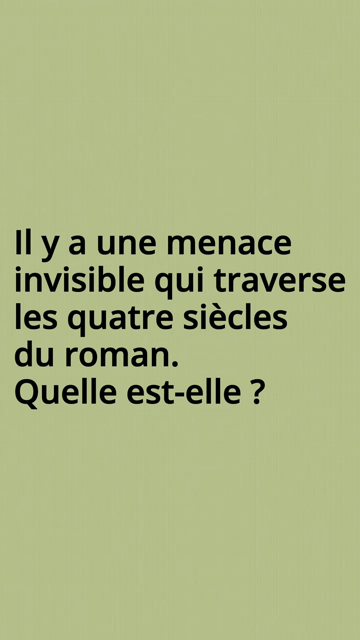 Il y a une menace
invisible qui traverse
les quatre siècles
du roman.
Quelle est-elle ?